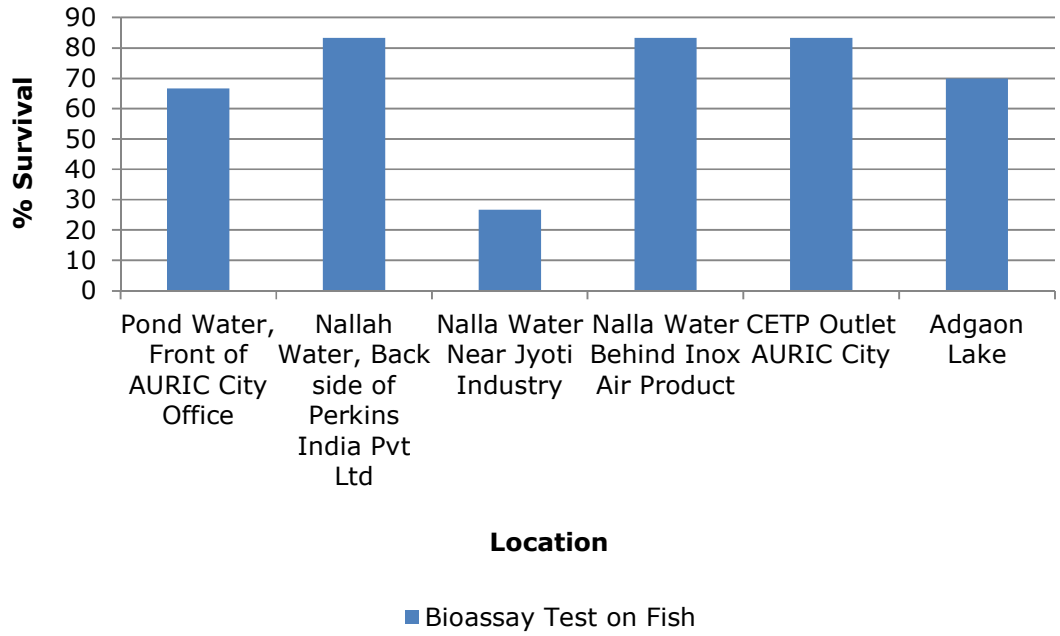 90
80
70
60
50
40
30
20
10
0
% Survival
Pond Water,
Front of
AURIC City
Office
Nallah
Water, Back
side of
Perkins
India Pvt
Ltd
Nalla Water
Near Jyoti
Industry
Nalla Water
Behind Inox
Air Product
CETP Outlet
AURIC City
Adgaon
Lake
Location
Bioassay Test on Fish